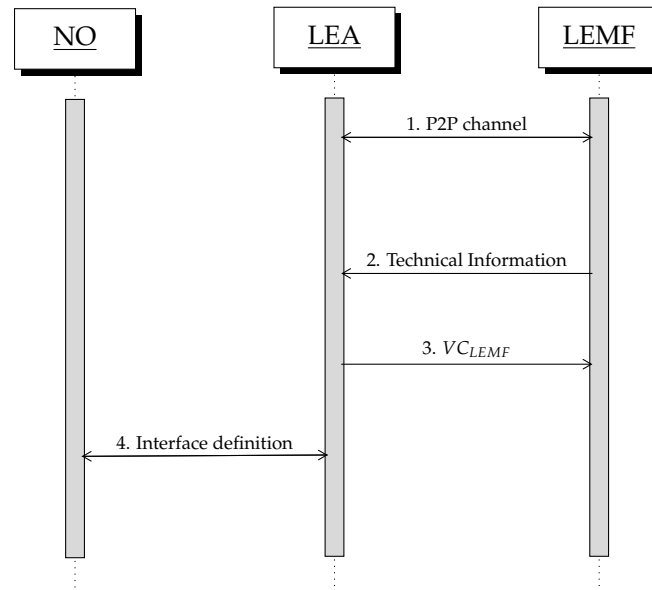 NO LEA LEMF
1. P2P channel
2. Technical Information
3. VC_LEMF
4. Interface definition